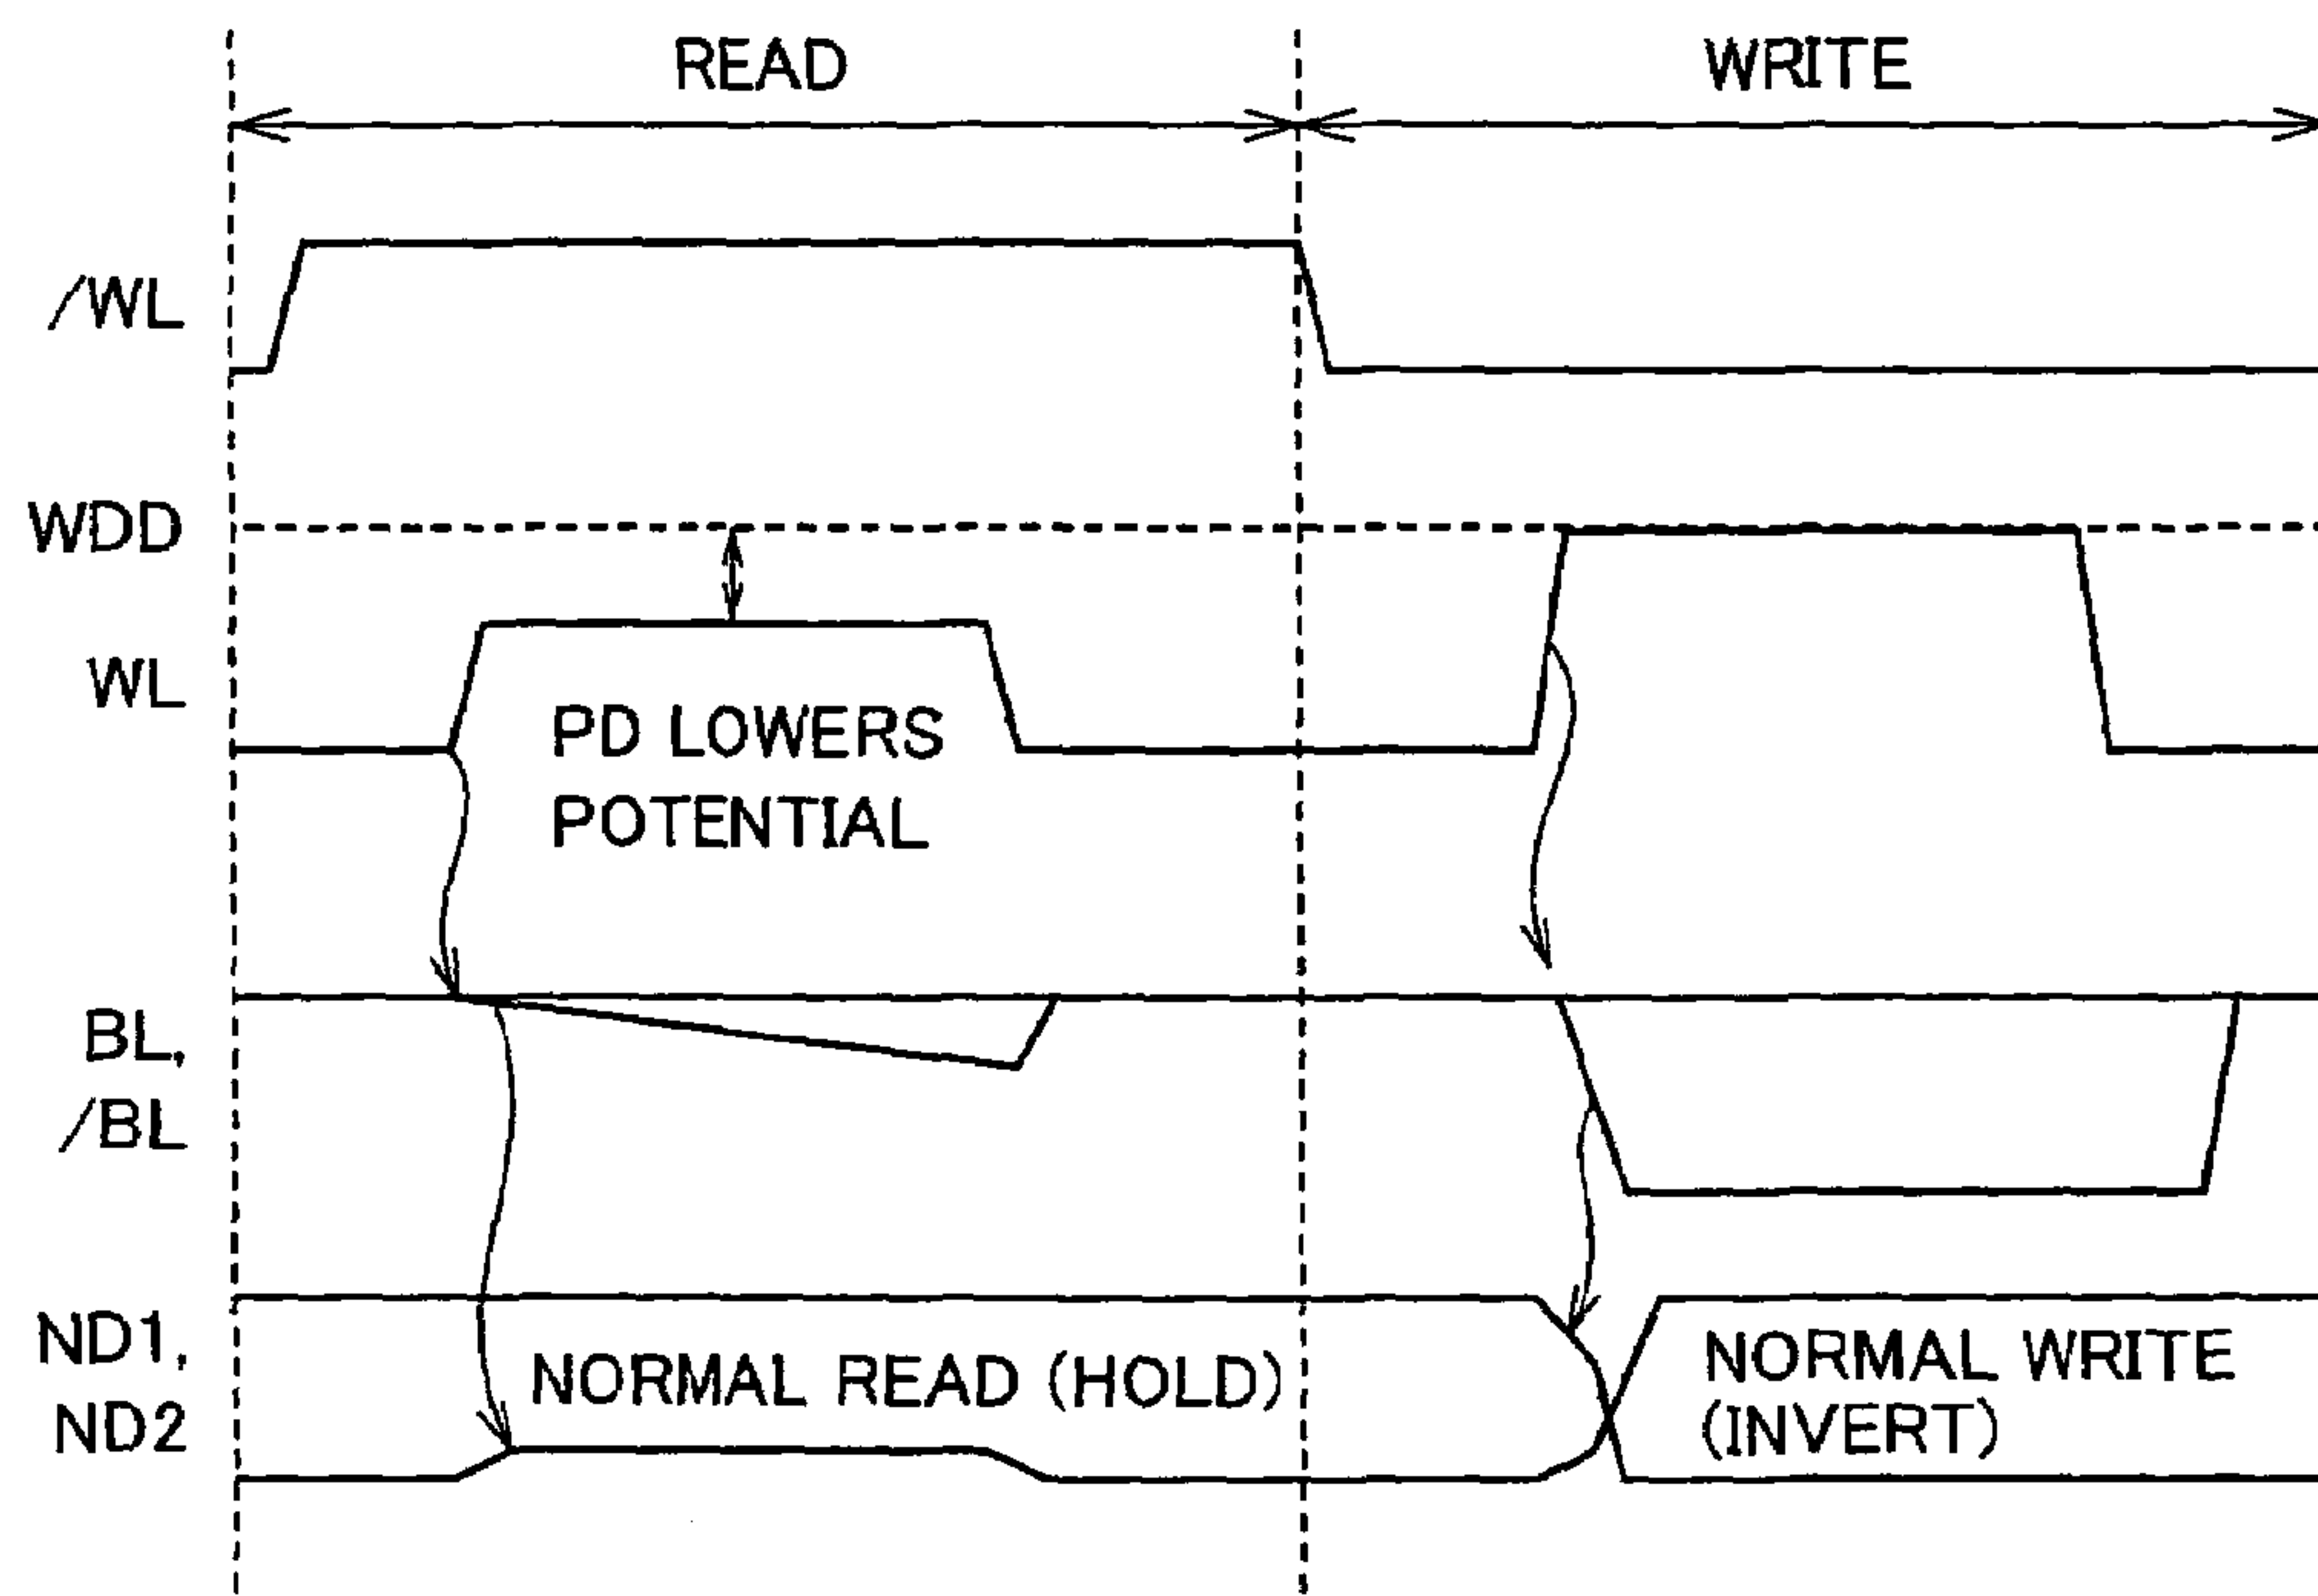 READ
WRITE
/WL
WDD
WL
PD LOWERS
POTENTIAL
BL,
/BL
ND1,
ND2
NORMAL READ (HOLD)
NORMAL WRITE
(INVERT)